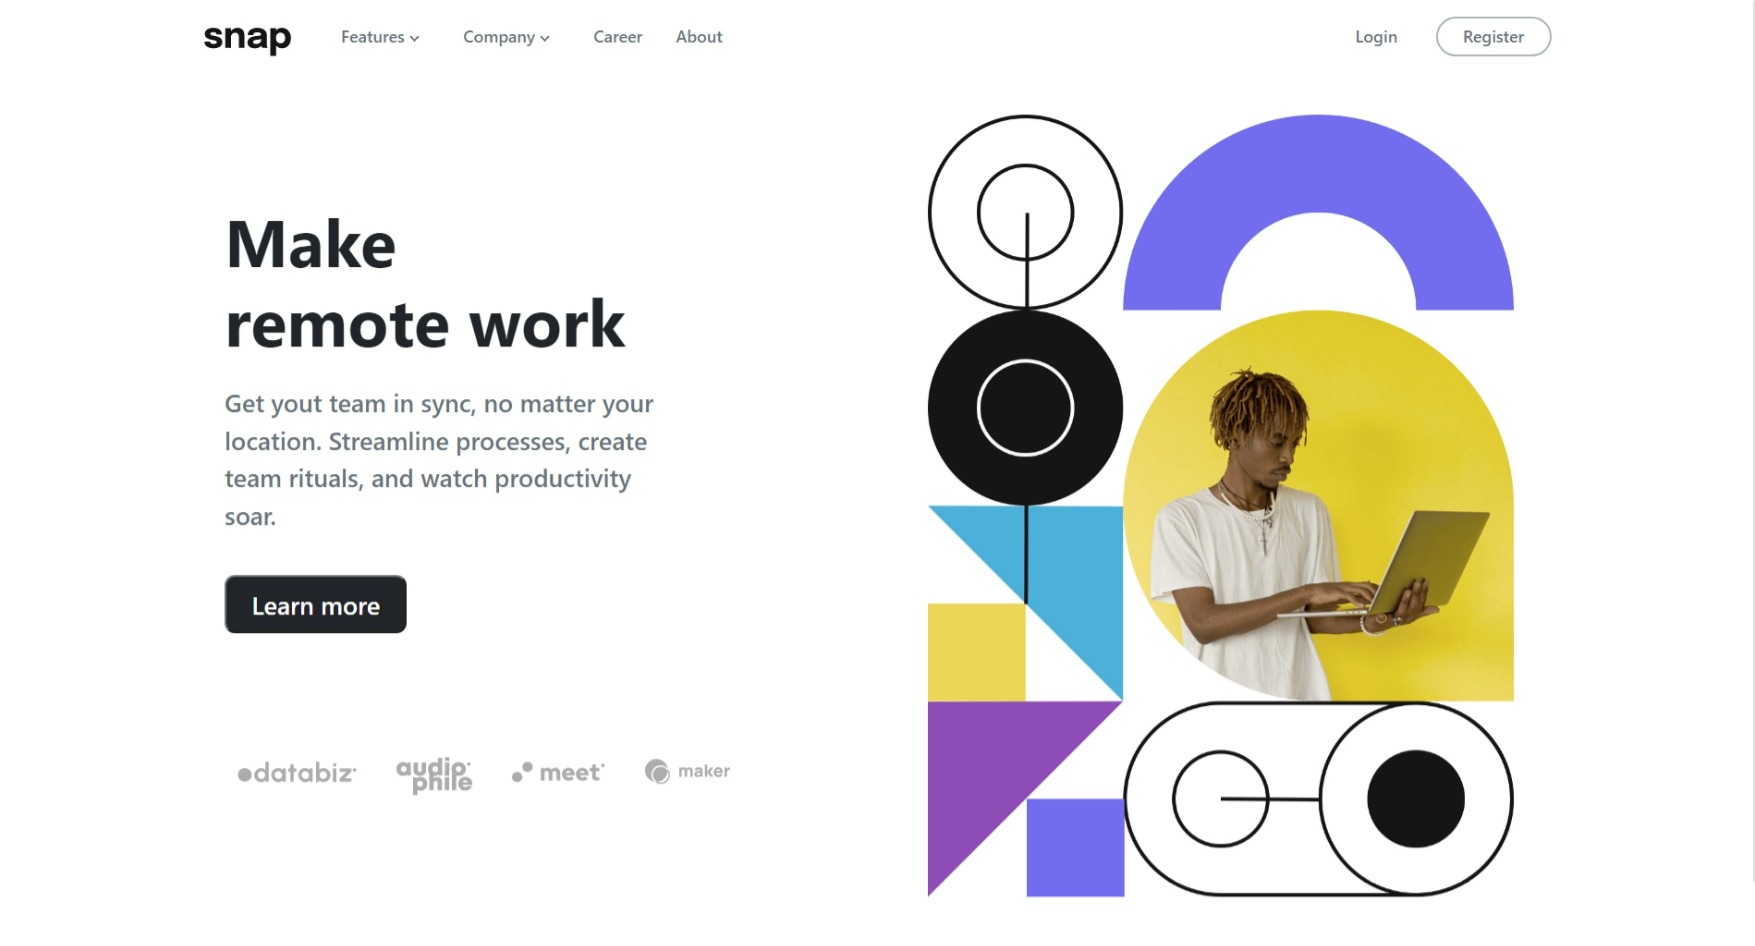 snap Features Company Career About Login Register
Make
remote work
Get yout team in sync, no matter your
location. Streamline processes, create
team rituals, and watch productivity
soar.
Learn more
databiz audiophile meet maker